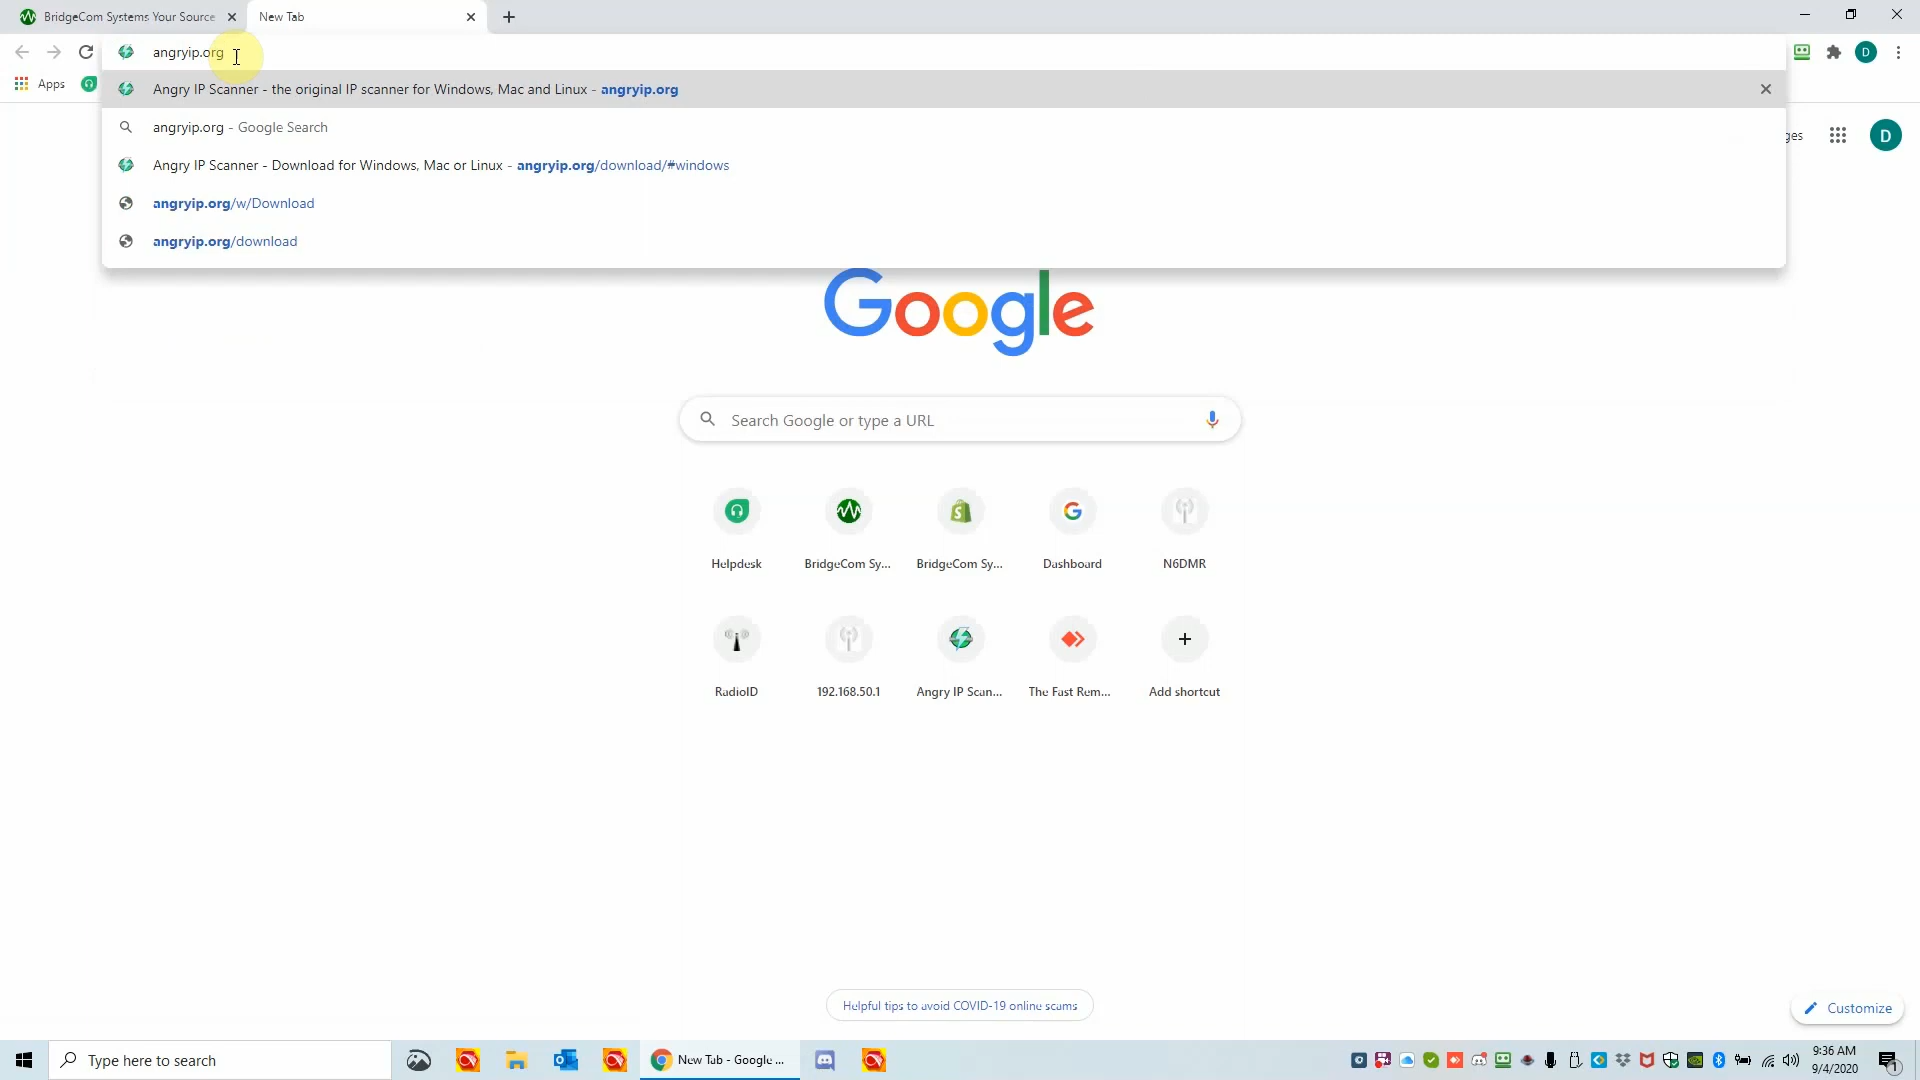 BridgeCom Systems Your Source
New Tab
angryip.org
Apps
Angry IP Scanner - the original IP scanner for Windows, Mac and Linux - angryip.org
angryip.org - Google Search
Angry IP Scanner - Download for Windows, Mac or Linux - angryip.org/download/#windows
angryip.org/w/Download
angryip.org/download
ges
D
D
Google
Search Google or type a URL
Helpdesk
BridgeCom Sy...
BridgeCom Sy...
Dashboard
N6DMR
RadioID
192.168.50.1
Angry IP Scan...
The Fast Rem...
Add shortcut
Helpful tips to avoid COVID-19 online scams
Customize
Type here to search
New Tab - Google ...
9:36 AM
9/4/2020
1